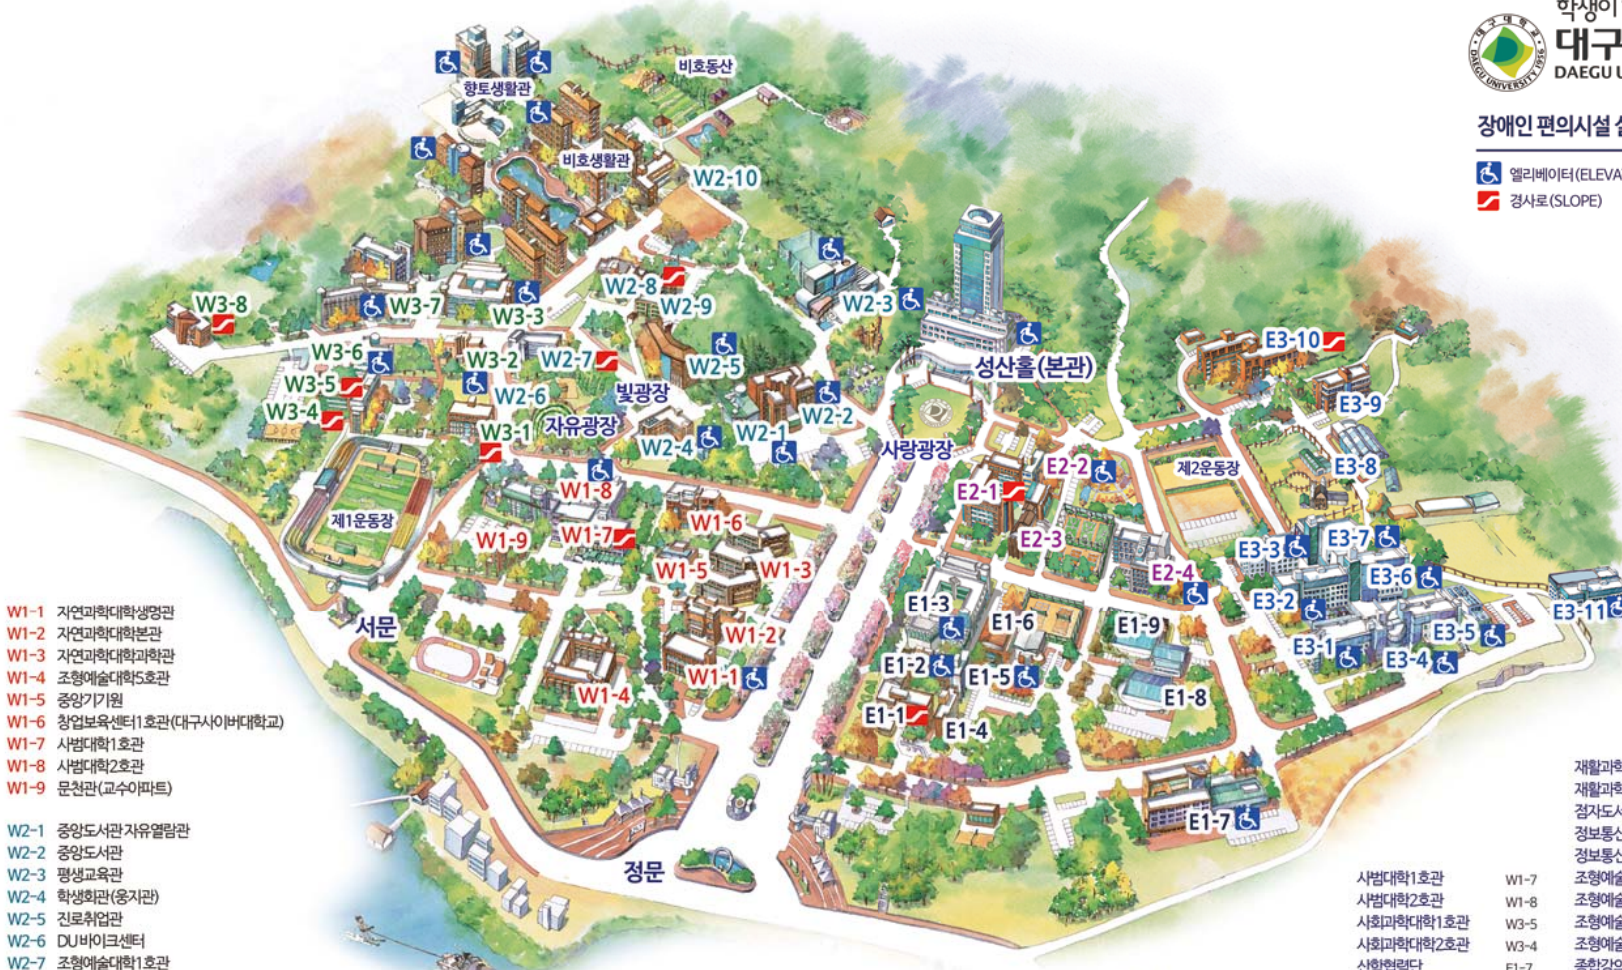 학생이
대구
DAEGU
대구대학교
DAEGU UNIVERSITY 1956
장애인 편의시설
엘리베이터(ELEVA
경사로(SLOPE)
향토생활관
비호동산
비호생활관
W2-10
W3-8
W3-7
W3-3
W2-8
W2-9
W2-3
W3-6
W3-2
W2-7
W2-5
성산홀(본관)
E3-10
E3-9
W3-5
W3-4
W2-6
빛광장
W3-1
자유광장
W2-4
W2-1
W2-2
사랑광장
E2-2
제2운동장
E3-8
W1-8
E2-1
제1운동장
W1-9
W1-7
W1-6
E2-3
E3-3
E3-7
W1-5
W1-3
E2-4
E3-6
E3-2
E3-11
서문
W1-2
E1-3
E1-6
E1-9
E3-1
E3-5
E3-4
W1-4
W1-1
E1-2
E1-5
E1-8
E1-1
E1-4
E1-7
정문
W1-1 자연과학대학생명관
W1-2 자연과학대학본관
W1-3 자연과학대학과학관
W1-4 조형예술대학5호관
W1-5 중앙기기원
W1-6 창업보육센터1호관(대구사이버대학교)
W1-7 사범대학1호관
W1-8 사범대학2호관
W1-9 문천관(교수아파트)
W2-1 중앙도서관 자유열람관
W2-2 중앙도서관
W2-3 평생교육관
W2-4 학생회관(웅지관)
W2-5 진로취업관
W2-6 DU바이크센터
W2-7 조형예술대학1호관
사범대학1호관 W1-7
사범대학2호관 W1-8
사회과학대학1호관 W3-5
사회과학대학2호관 W3-4
산학협력단 E1-7
재활과학
재활과학
점자도서
정보통신
정보통신
조형예술
조형예술
조형예술
조형예술
종합강의